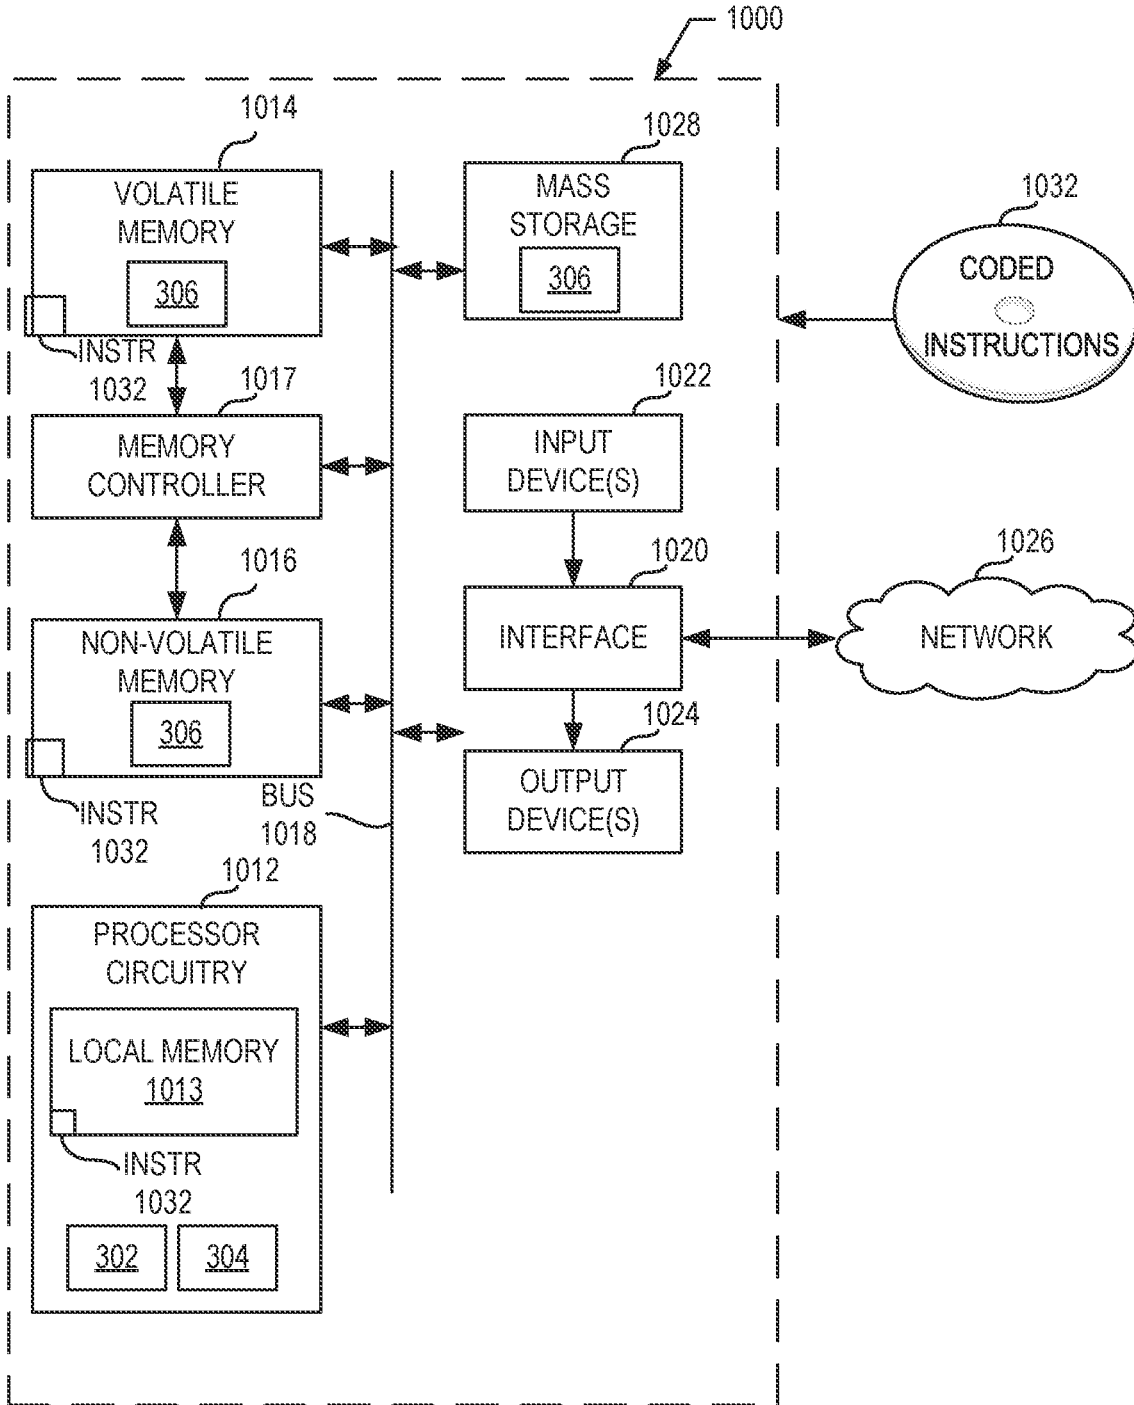 1000
1014
VOLATILE
MEMORY
306
INSTR
1032
1028
MASS
STORAGE
306
1032
CODED
INSTRUCTIONS
1017
MEMORY
CONTROLLER
1022
INPUT
DEVICE(S)
1016
NON-VOLATILE
MEMORY
306
INSTR
1032
1020
INTERFACE
1026
NETWORK
1024
OUTPUT
DEVICE(S)
BUS
1018
1012
PROCESSOR
CIRCUITRY
LOCAL MEMORY
1013
INSTR
1032
302
304